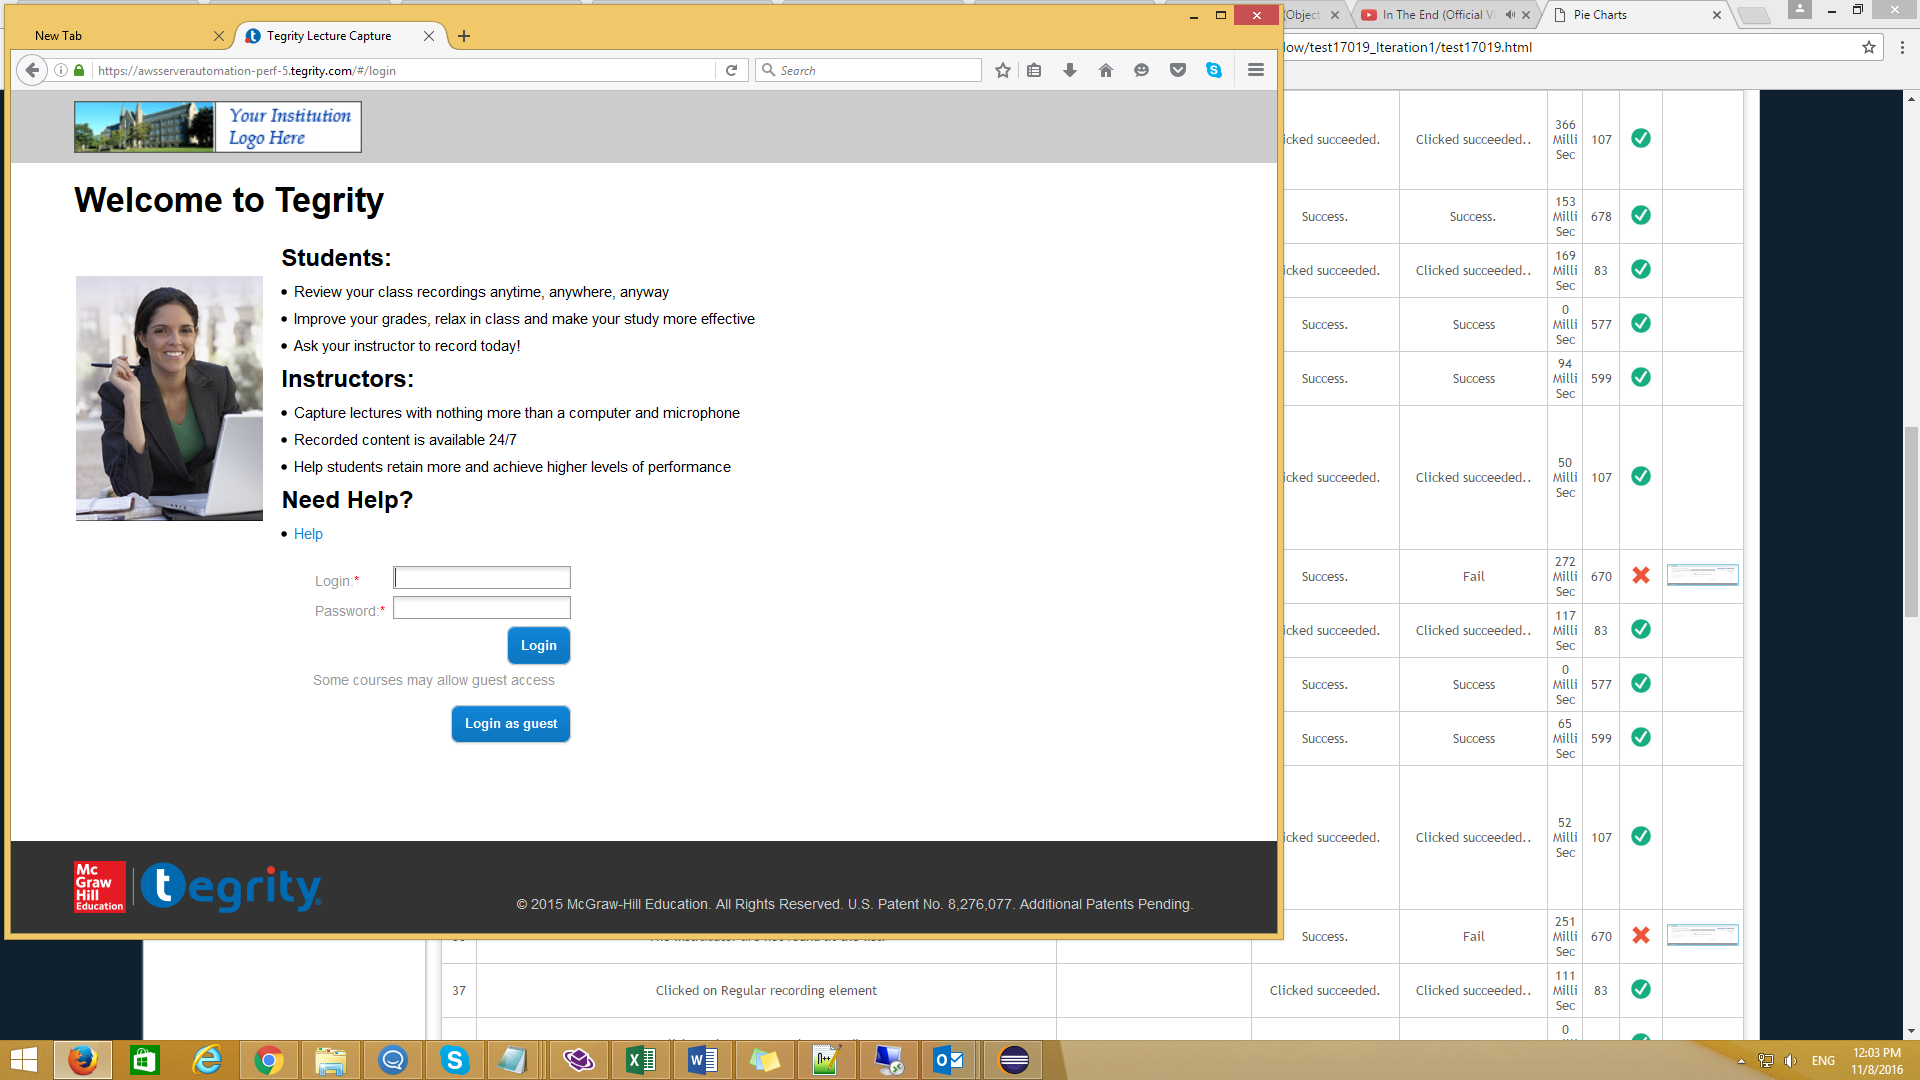 New Tab
Tegrity Lecture Capture
(Object
In The End (Official V
Pie Charts
low/test17019_Iteration1/test17019.html
https://awsserverautomation-perf-5.tegrity.com/#/login
Search
Your Institution
Logo Here
Welcome to Tegrity
Students:
Review your class recordings anytime, anywhere, anyway
Improve your grades, relax in class and make your study more effective
Ask your instructor to record today!
Instructors:
Capture lectures with nothing more than a computer and microphone
Recorded content is available 24/7
Help students retain more and achieve higher levels of performance
Need Help?
Help
Login:*
Password:*
Login
Some courses may allow guest access
Login as guest
Mc
Graw
Hill
Education
tegrity
© 2015 McGraw-Hill Education. All Rights Reserved. U.S. Patent No. 8,276,077. Additional Patents Pending.
icked succeeded. Clicked succeeded.. 366 Milli Sec 107
Success. Success. 153 Milli Sec 678
icked succeeded. Clicked succeeded.. 169 Milli Sec 83
Success. Success 0 Milli Sec 577
Success. Success 94 Milli Sec 599
icked succeeded. Clicked succeeded.. 50 Milli Sec 107
Success. Fail 272 Milli Sec 670
icked succeeded. Clicked succeeded.. 117 Milli Sec 83
Success. Success 0 Milli Sec 577
Success. Success 65 Milli Sec 599
icked succeeded. Clicked succeeded.. 52 Milli Sec 107
Success. Fail 251 Milli Sec 670
37 Clicked on Regular recording element Clicked succeeded. Clicked succeeded.. 111 Milli Sec 83
0
ENG
12:03 PM
11/8/2016